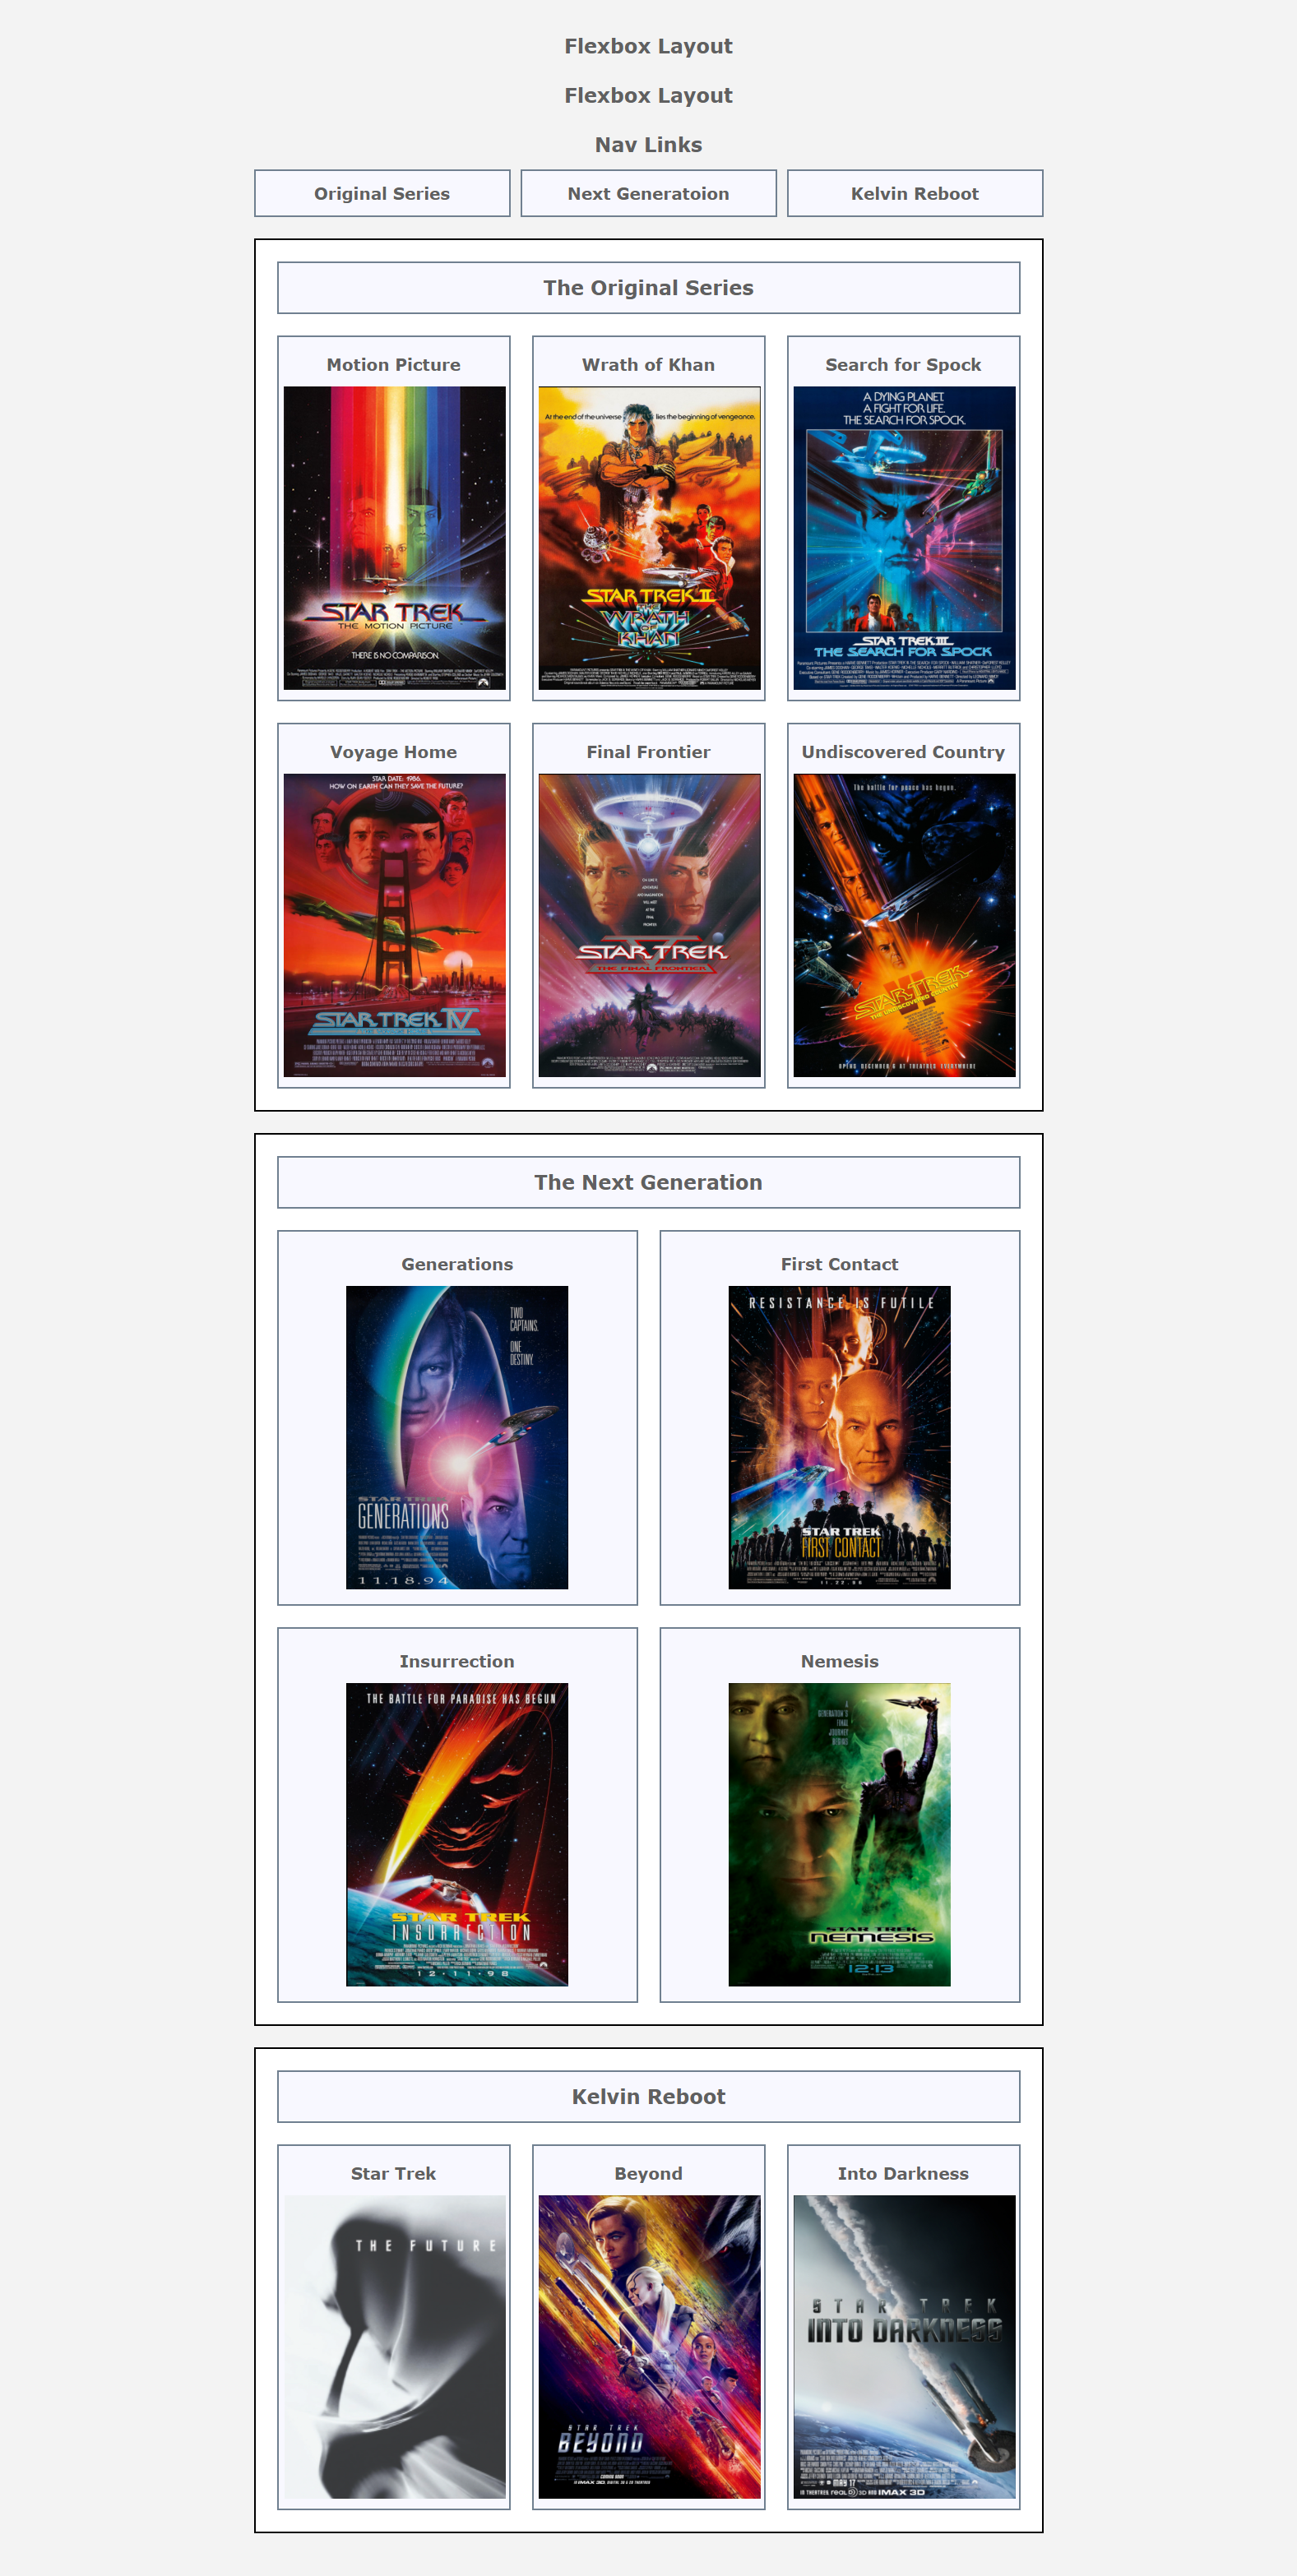 Flexbox Layout
Flexbox Layout
Nav Links
Original Series
Next Generatoion
Kelvin Reboot
The Original Series
Motion Picture
Wrath of Khan
Search for Spock
STAR TREK
THE MOTION PICTURE
THERE IS NO COMPARISON.
At the end of the universe lies the beginning of vengeance.
STAR TREK II
THE
WRATH
OF
KHAN
A DYING PLANET.
A FIGHT FOR LIFE.
THE SEARCH FOR SPOCK.
STAR TREK III
THE SEARCH FOR SPOCK
Voyage Home
Final Frontier
Undiscovered Country
STAR DATE: 1986.
HOW ON EARTH CAN THEY SAVE THE FUTURE?
STAR TREK IV
STAR TREK
THE FINAL FRONTIER
The battle for peace has begun.
STAR TREK
THE UNDISCOVERED COUNTRY
OPENS DECEMBER 6 AT THEATRES EVERYWHERE
The Next Generation
Generations
First Contact
TWO
CAPTAINS.
ONE
DESTINY.
STAR TREK
GENERATIONS
11.18.94
RESISTANCE IS FUTILE
STAR TREK
FIRST CONTACT
11.22.96
Insurrection
Nemesis
THE BATTLE FOR PARADISE HAS BEGUN
STAR TREK
INSURRECTION
12·11·98
A
GENERATION'S
FINAL
JOURNEY
BEGINS
STAR TREK
NEMESIS
12·13
Kelvin Reboot
Star Trek
Beyond
Into Darkness
THE FUTURE
STAR TREK
BEYOND
STAR TREK
INTO DARKNESS
MAY 17
IN THEATRES, REAL D 3D AND IMAX 3D